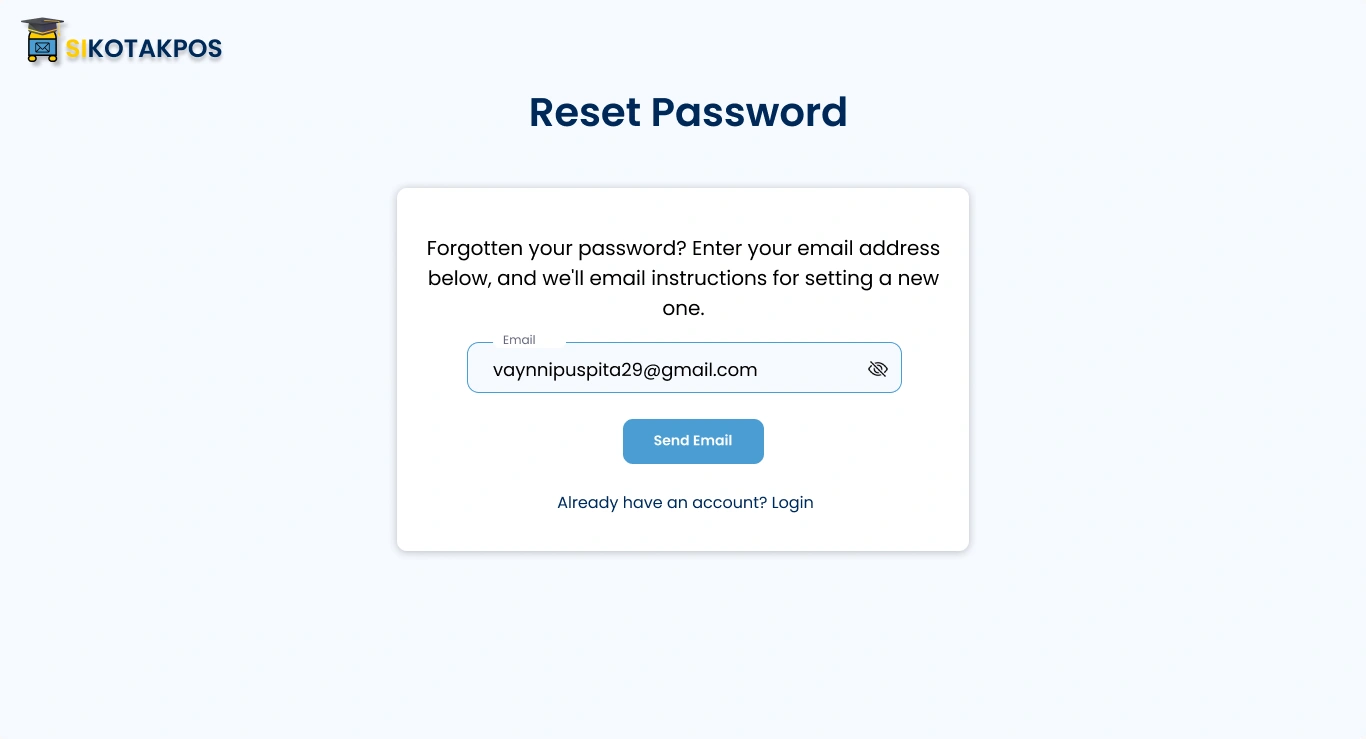 SIKOTAKPOS
Reset Password
Forgotten your password? Enter your email address
below, and we'll email instructions for setting a new
one.
Email
vaynnipuspita29@gmail.com
Send Email
Already have an account? Login